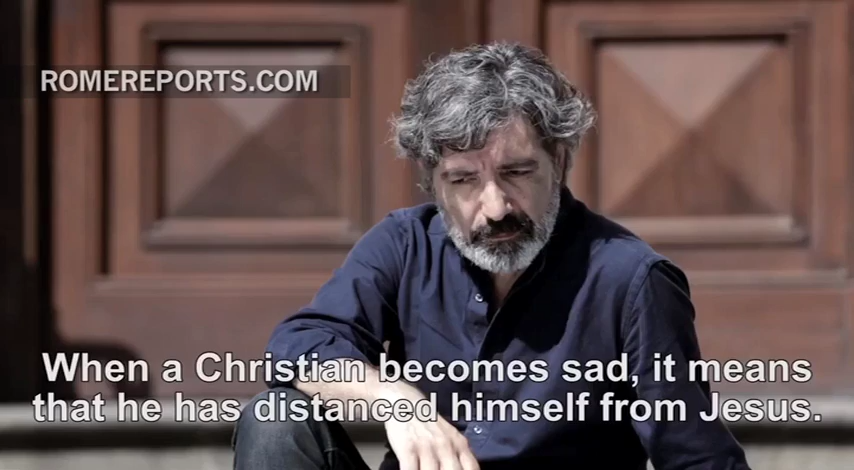 ROMEREPORTS.COM
When a Christian becomes sad, it means
that he has distanced himself from Jesus.